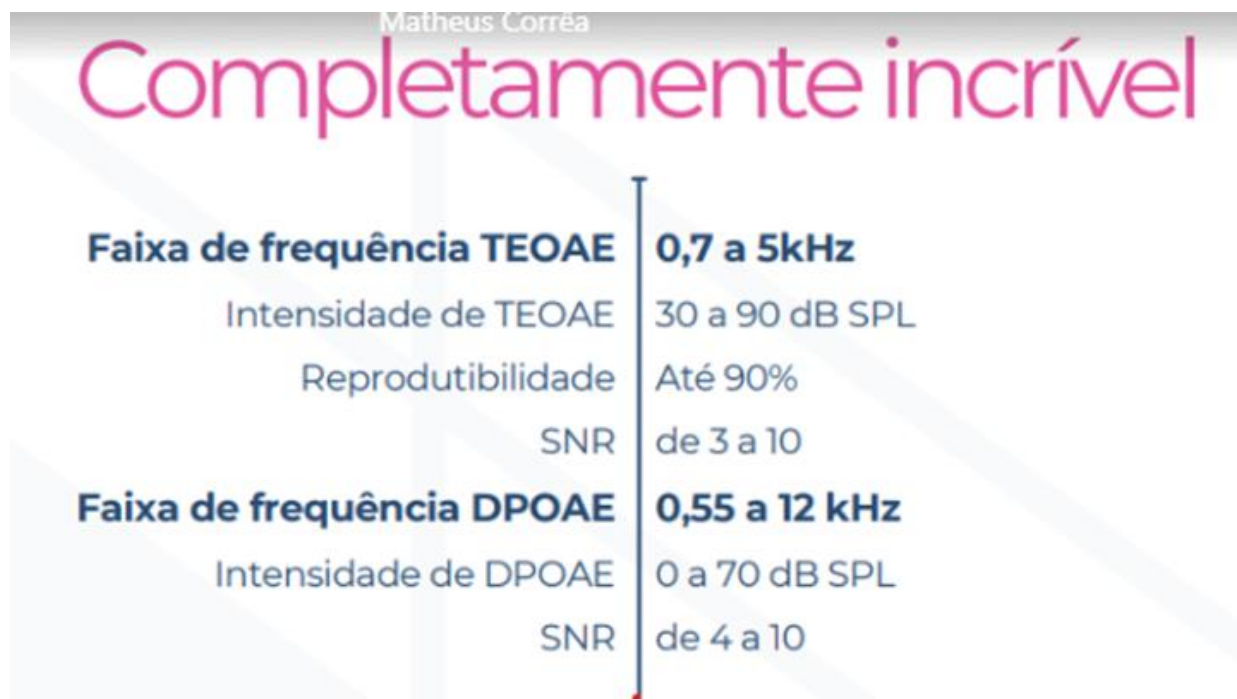 Matheus Corrêa
Completamente incrível
Faixa de frequência TEOAE 0,7 a 5kHz
Intensidade de TEOAE 30 a 90 dB SPL
Reprodutibilidade Até 90%
SNR de 3 a 10
Faixa de frequência DPOAE 0,55 a 12 kHz
Intensidade de DPOAE 0 a 70 dB SPL
SNR de 4 a 10